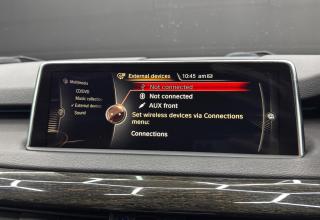 External devices 10:45 am
Multimedia
CD/DVD
Music collection
External devices
Sound
Not connected
Not connected
AUX front
Set wireless devices via Connections
menu:
Connections